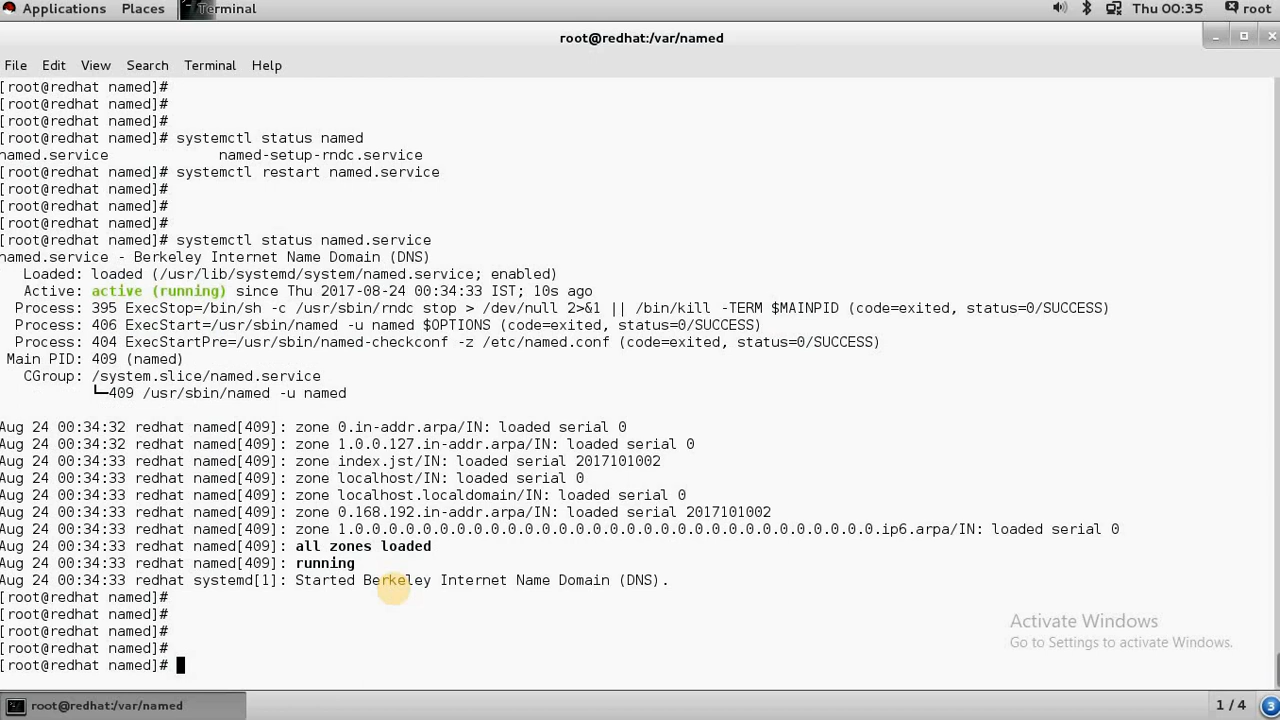 Applications Places Terminal Thu 00:35 root
root@redhat:/var/named
File Edit View Search Terminal Help
[root@redhat named]#
[root@redhat named]#
[root@redhat named]#
[root@redhat named]# systemctl status named
named.service named-setup-rndc.service
[root@redhat named]# systemctl restart named.service
[root@redhat named]#
[root@redhat named]#
[root@redhat named]#
[root@redhat named]# systemctl status named.service
named.service - Berkeley Internet Name Domain (DNS)
Loaded: loaded (/usr/lib/systemd/system/named.service; enabled)
Active: active (running) since Thu 2017-08-24 00:34:33 IST; 10s ago
Process: 395 ExecStop=/bin/sh -c /usr/sbin/rndc stop > /dev/null 2>&1 || /bin/kill -TERM $MAINPID (code=exited, status=0/SUCCESS)
Process: 406 ExecStart=/usr/sbin/named -u named $OPTIONS (code=exited, status=0/SUCCESS)
Process: 404 ExecStartPre=/usr/sbin/named-checkconf -z /etc/named.conf (code=exited, status=0/SUCCESS)
Main PID: 409 (named)
CGroup: /system.slice/named.service
└─409 /usr/sbin/named -u named
Aug 24 00:34:32 redhat named[409]: zone 0.in-addr.arpa/IN: loaded serial 0
Aug 24 00:34:33 redhat named[409]: zone 1.0.0.127.in-addr.arpa/IN: loaded serial 0
Aug 24 00:34:33 redhat named[409]: zone index.jst/IN: loaded serial 2017101002
Aug 24 00:34:33 redhat named[409]: zone localhost/IN: loaded serial 0
Aug 24 00:34:33 redhat named[409]: zone localhost.localdomain/IN: loaded serial 0
Aug 24 00:34:33 redhat named[409]: zone 0.168.192.in-addr.arpa/IN: loaded serial 2017101002
Aug 24 00:34:33 redhat named[409]: zone 1.0.0.0.0.0.0.0.0.0.0.0.0.0.0.0.0.0.0.0.0.0.0.0.0.0.0.0.0.0.0.0.ip6.arpa/IN: loaded serial 0
Aug 24 00:34:33 redhat named[409]: all zones loaded
Aug 24 00:34:33 redhat named[409]: running
Aug 24 00:34:33 redhat systemd[1]: Started Berkeley Internet Name Domain (DNS).
[root@redhat named]#
[root@redhat named]#
[root@redhat named]#
[root@redhat named]#
[root@redhat named]#
Activate Windows
Go to Settings to activate Windows.
root@redhat:/var/named 1 / 4 3